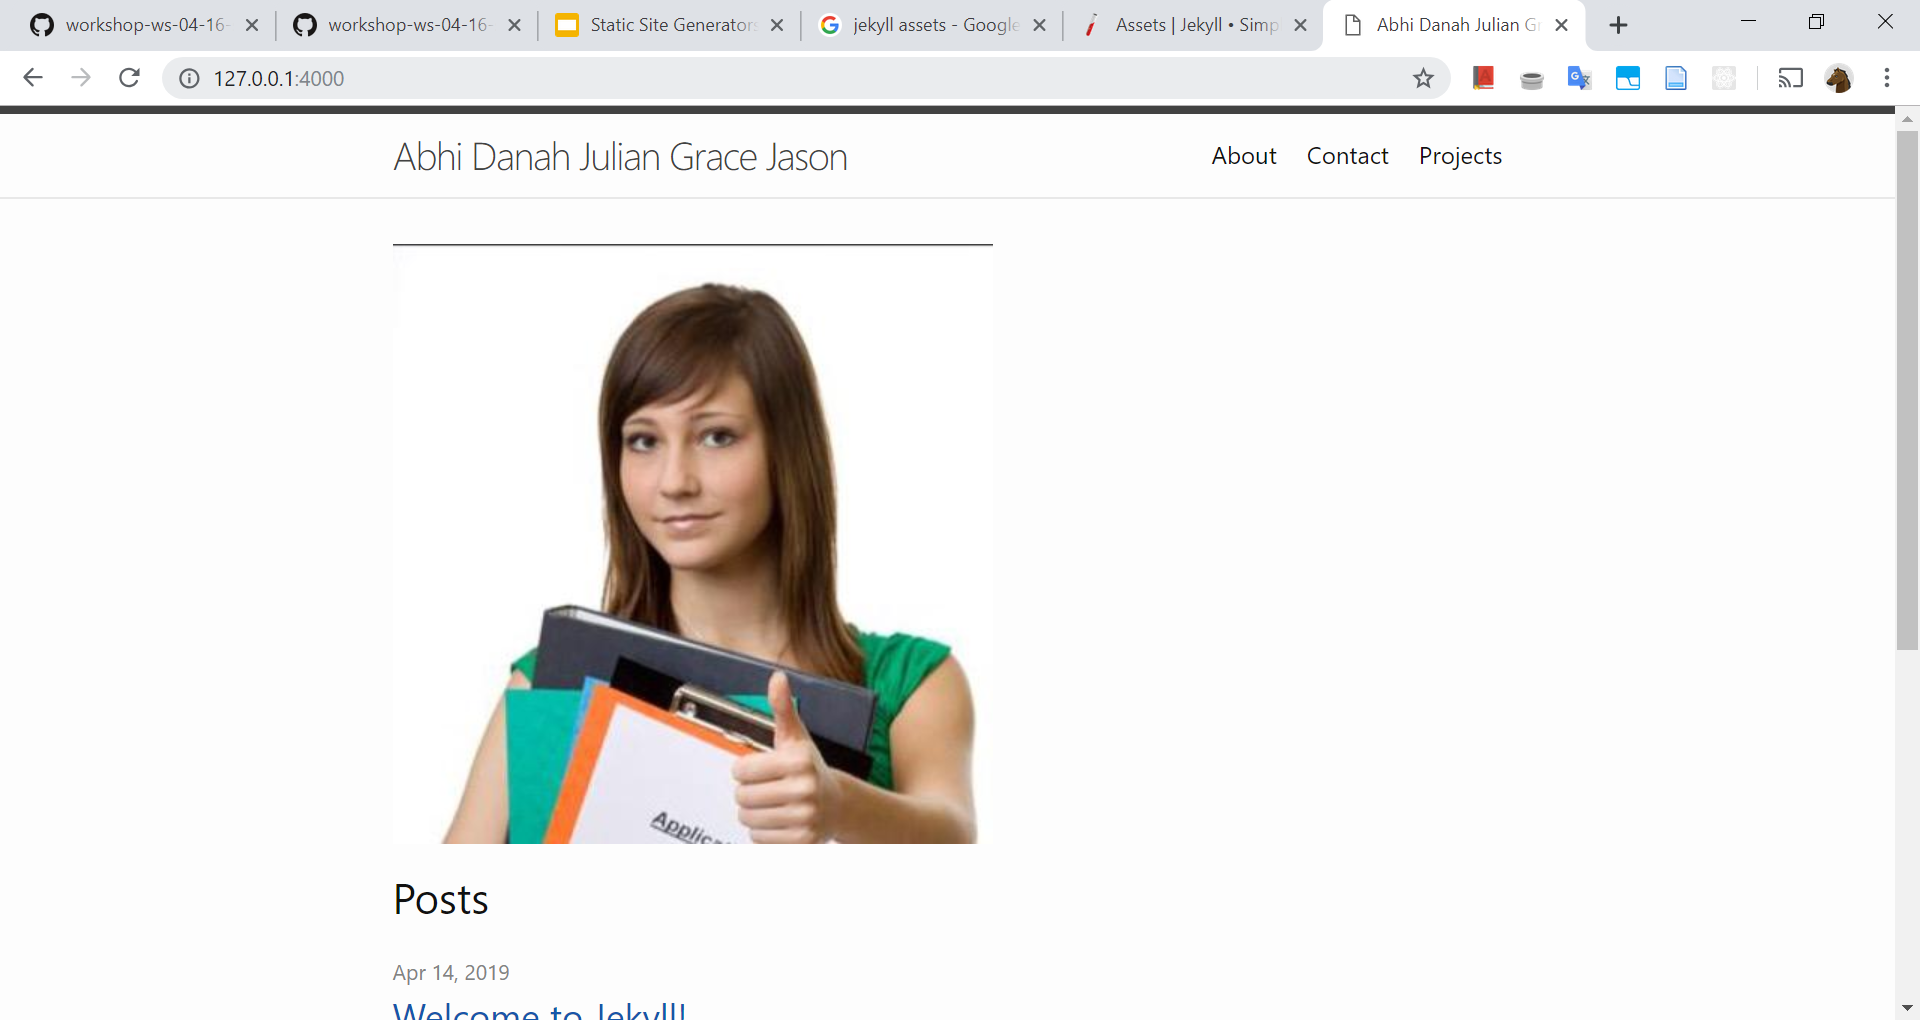 workshop-ws-04-16-
workshop-ws-04-16-
Static Site Generators
jekyll assets - Google
Assets | Jekyll • Simp
Abhi Danah Julian Gr
127.0.0.1:4000
Abhi Danah Julian Grace Jason
About Contact Projects
Applica
Posts
Apr 14, 2019
Welcome to Jekyll!